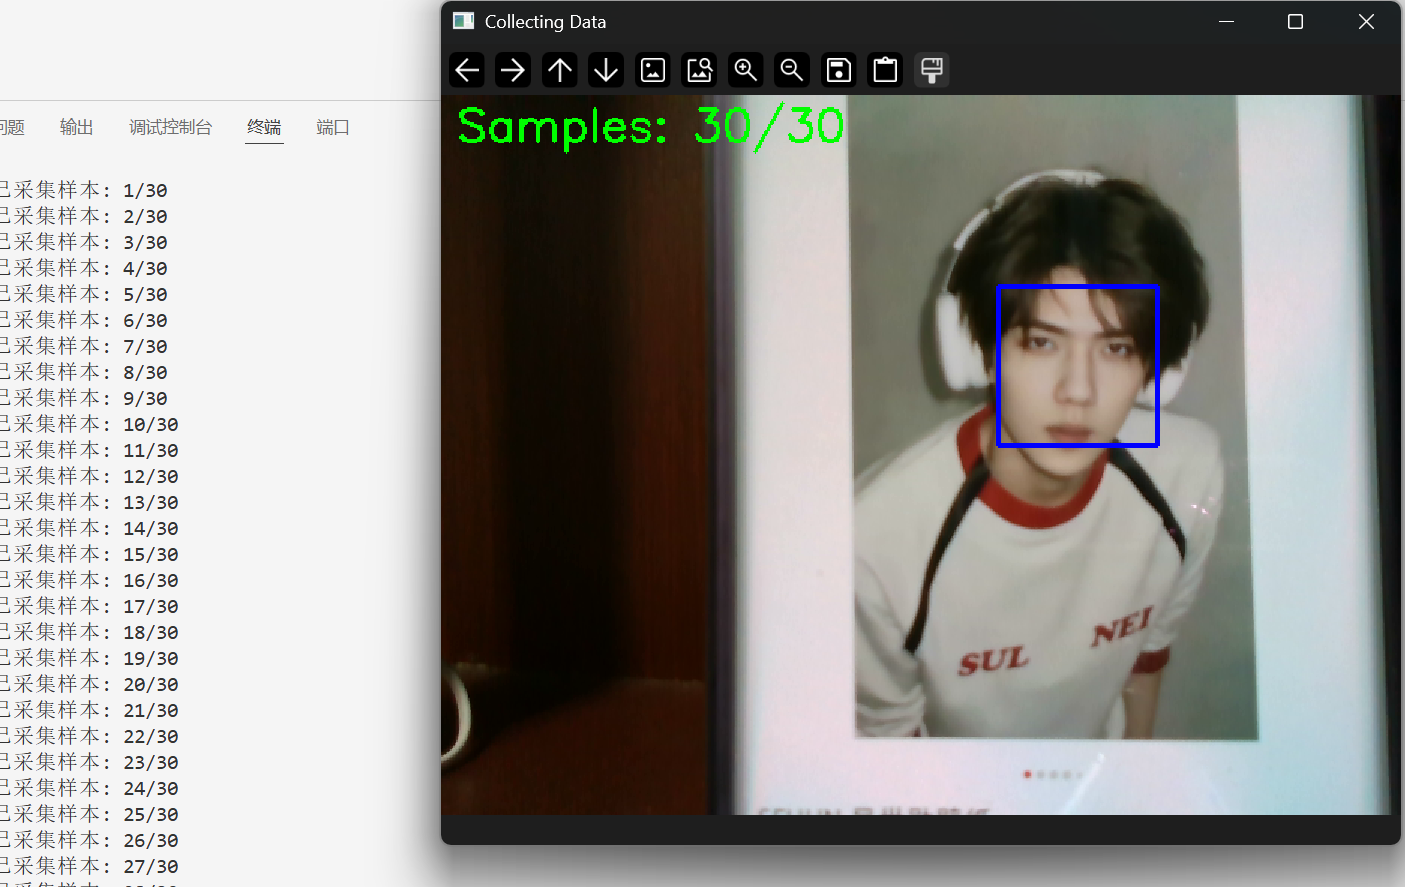 Collecting Data
问题 输出 调试控制台 终端 端口
Samples: 30/30
已采集样本: 1/30
已采集样本: 2/30
已采集样本: 3/30
已采集样本: 4/30
已采集样本: 5/30
已采集样本: 6/30
已采集样本: 7/30
已采集样本: 8/30
已采集样本: 9/30
已采集样本: 10/30
已采集样本: 11/30
已采集样本: 12/30
已采集样本: 13/30
已采集样本: 14/30
已采集样本: 15/30
已采集样本: 16/30
已采集样本: 17/30
已采集样本: 18/30
已采集样本: 19/30
已采集样本: 20/30
已采集样本: 21/30
已采集样本: 22/30
已采集样本: 23/30
已采集样本: 24/30
已采集样本: 25/30
已采集样本: 26/30
已采集样本: 27/30
SUL NEI